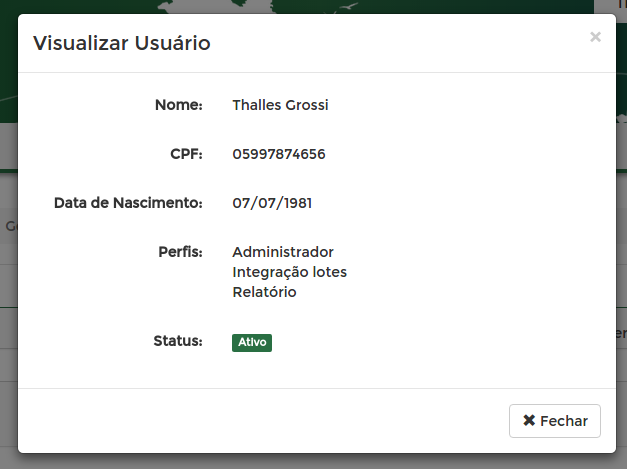 Visualizar Usuário
×
Nome: Thalles Grossi
CPF: 05997874656
Data de Nascimento: 07/07/1981
Perfis: Administrador
Integração lotes
Relatório
Status: Ativo
✖ Fechar